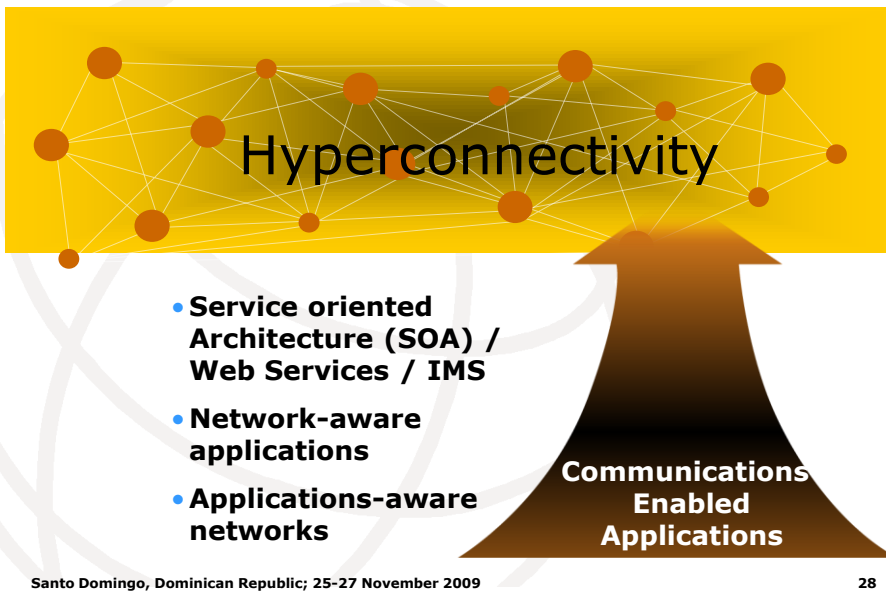 Hyperconnectivity
• Service oriented
Architecture (SOA) /
Web Services / IMS
• Network-aware
applications
• Applications-aware
networks
Communications
Enabled
Applications
Santo Domingo, Dominican Republic; 25-27 November 2009
28